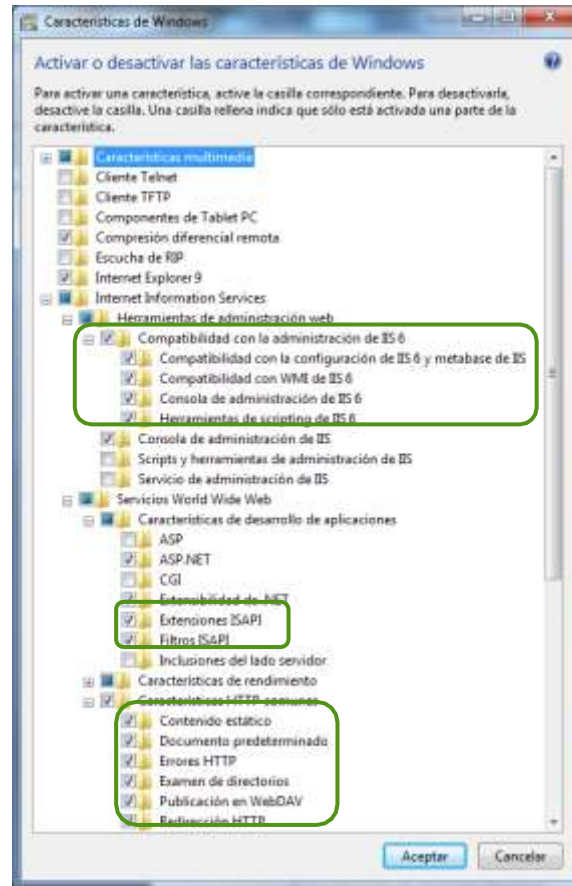 Características de Windows
Activar o desactivar las características de Windows
Para activar una característica, active la casilla correspondiente. Para desactivarla,
desactive la casilla. Una casilla rellena indica que sólo está activada una parte de la
característica.
Características multimedia
Cliente Telnet
Cliente TFTP
Componentes de Tablet PC
Compresión diferencial remota
Escucha de RIP
Internet Explorer 9
Internet Information Services
Herramientas de administración web
Compatibilidad con la administración de IIS 6
Compatibilidad con la configuración de IIS 6 y metabase de IIS
Compatibilidad con WMI de IIS 6
Consola de administración de IIS 6
Herramientas de scripting de IIS 6
Consola de administración de IIS
Scripts y herramientas de administración de IIS
Servicio de administración de IIS
Servicios World Wide Web
Características de desarrollo de aplicaciones
ASP
ASP.NET
CGI
Extensibilidad de .NET
Extensiones ISAPI
Filtros ISAPI
Inclusiones del lado servidor
Características de rendimiento
Características HTTP comunes
Contenido estático
Documento predeterminado
Errores HTTP
Examen de directorios
Publicación en WebDAV
Redirección HTTP
Aceptar
Cancelar